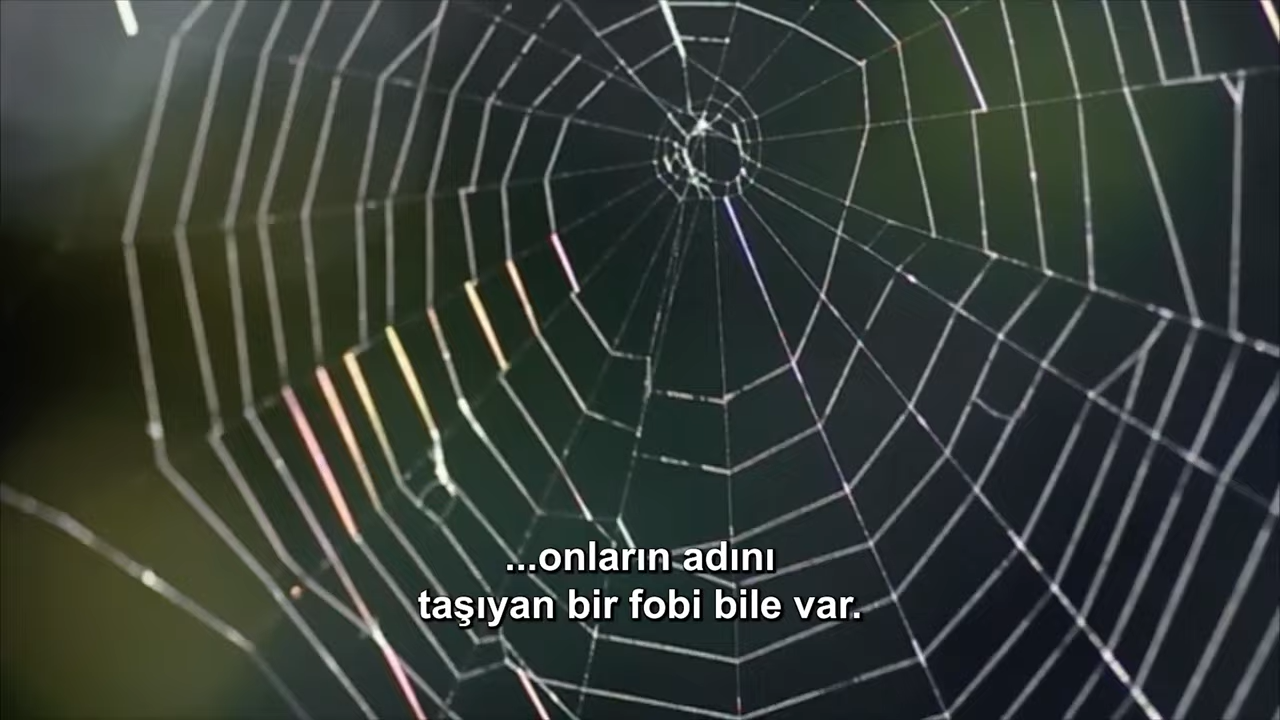 ...onların adını
taşıyan bir fobi bile var.